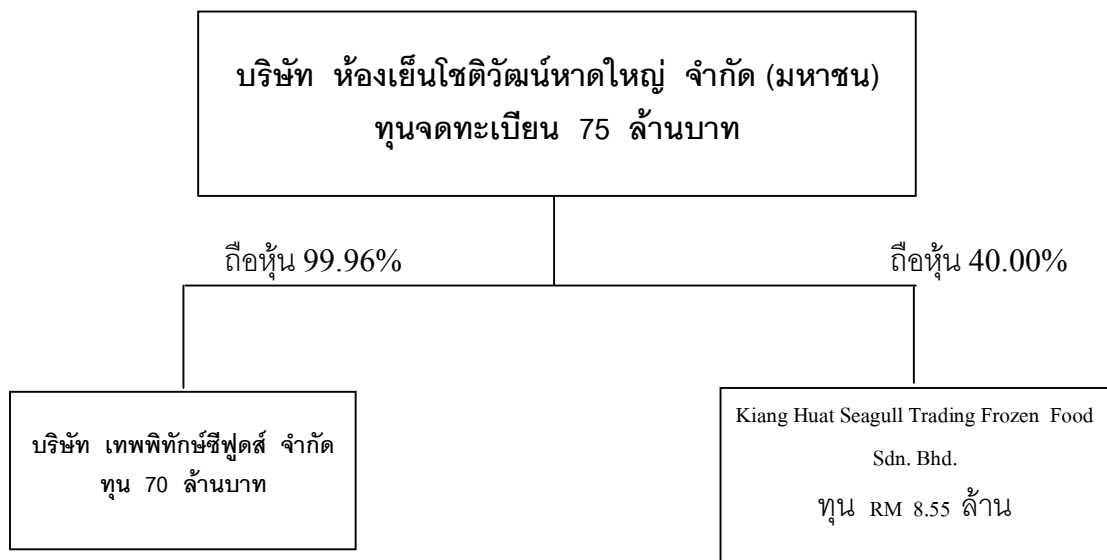 บริษัท ห้องเย็นโชติวัฒน์หาดใหญ่ จำกัด (มหาชน)
ทุนจดทะเบียน 75 ล้านบาท
ถือหุ้น 99.96%
ถือหุ้น 40.00%
บริษัท เทพพิทักษ์ซีฟูดส์ จำกัด
ทุน 70 ล้านบาท
Kiang Huat Seagull Trading Frozen Food
Sdn. Bhd.
ทุน RM 8.55 ล้าน